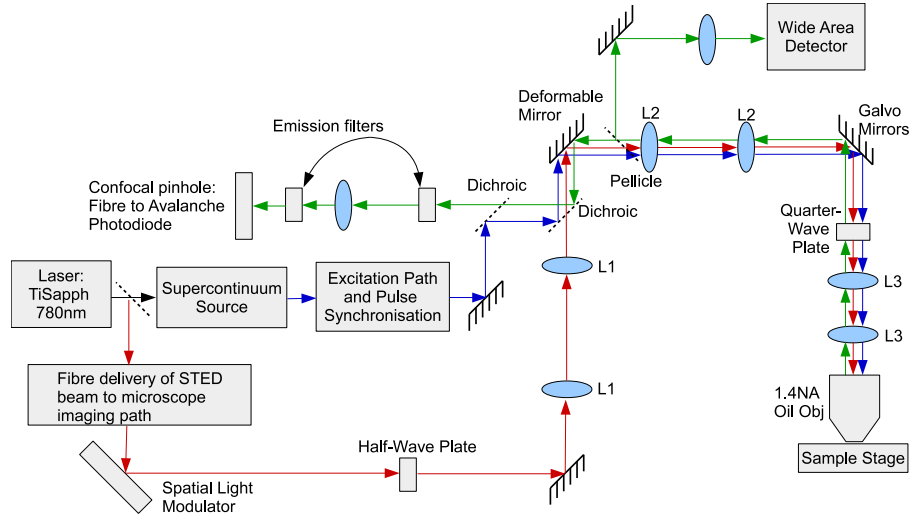 Wide Area
Detector
Deformable
Mirror
L2
L2
Galvo
Mirrors
Emission filters
Pellicle
Confocal pinhole:
Fibre to Avalanche
Photodiode
Dichroic
Dichroic
Quarter-
Wave
Plate
Laser:
TiSapph
780nm
Supercontinuum
Source
Excitation Path
and Pulse
Synchronisation
L1
L3
L3
Fibre delivery of STED
beam to microscope
imaging path
L1
1.4NA
Oil Obj
Half-Wave Plate
Sample Stage
Spatial Light
Modulator